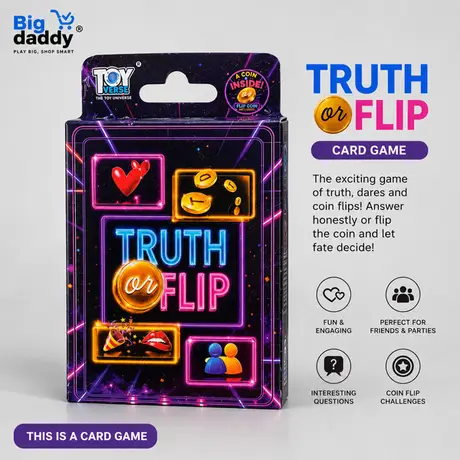 Big
daddy®
PLAY BIG, SHOP SMART
TOY
VERSE
THE TOY UNIVERSE
A COIN
INSIDE!
or
FLIP COIN
TRUTH
or FLIP
TRUTH
or FLIP
CARD GAME
The exciting game
of truth, dares and
coin flips! Answer
honestly or flip
the coin and let
fate decide!
FUN &
ENGAGING
PERFECT FOR
FRIENDS & PARTIES
INTERESTING
QUESTIONS
COIN FLIP
CHALLENGES
THIS IS A CARD GAME